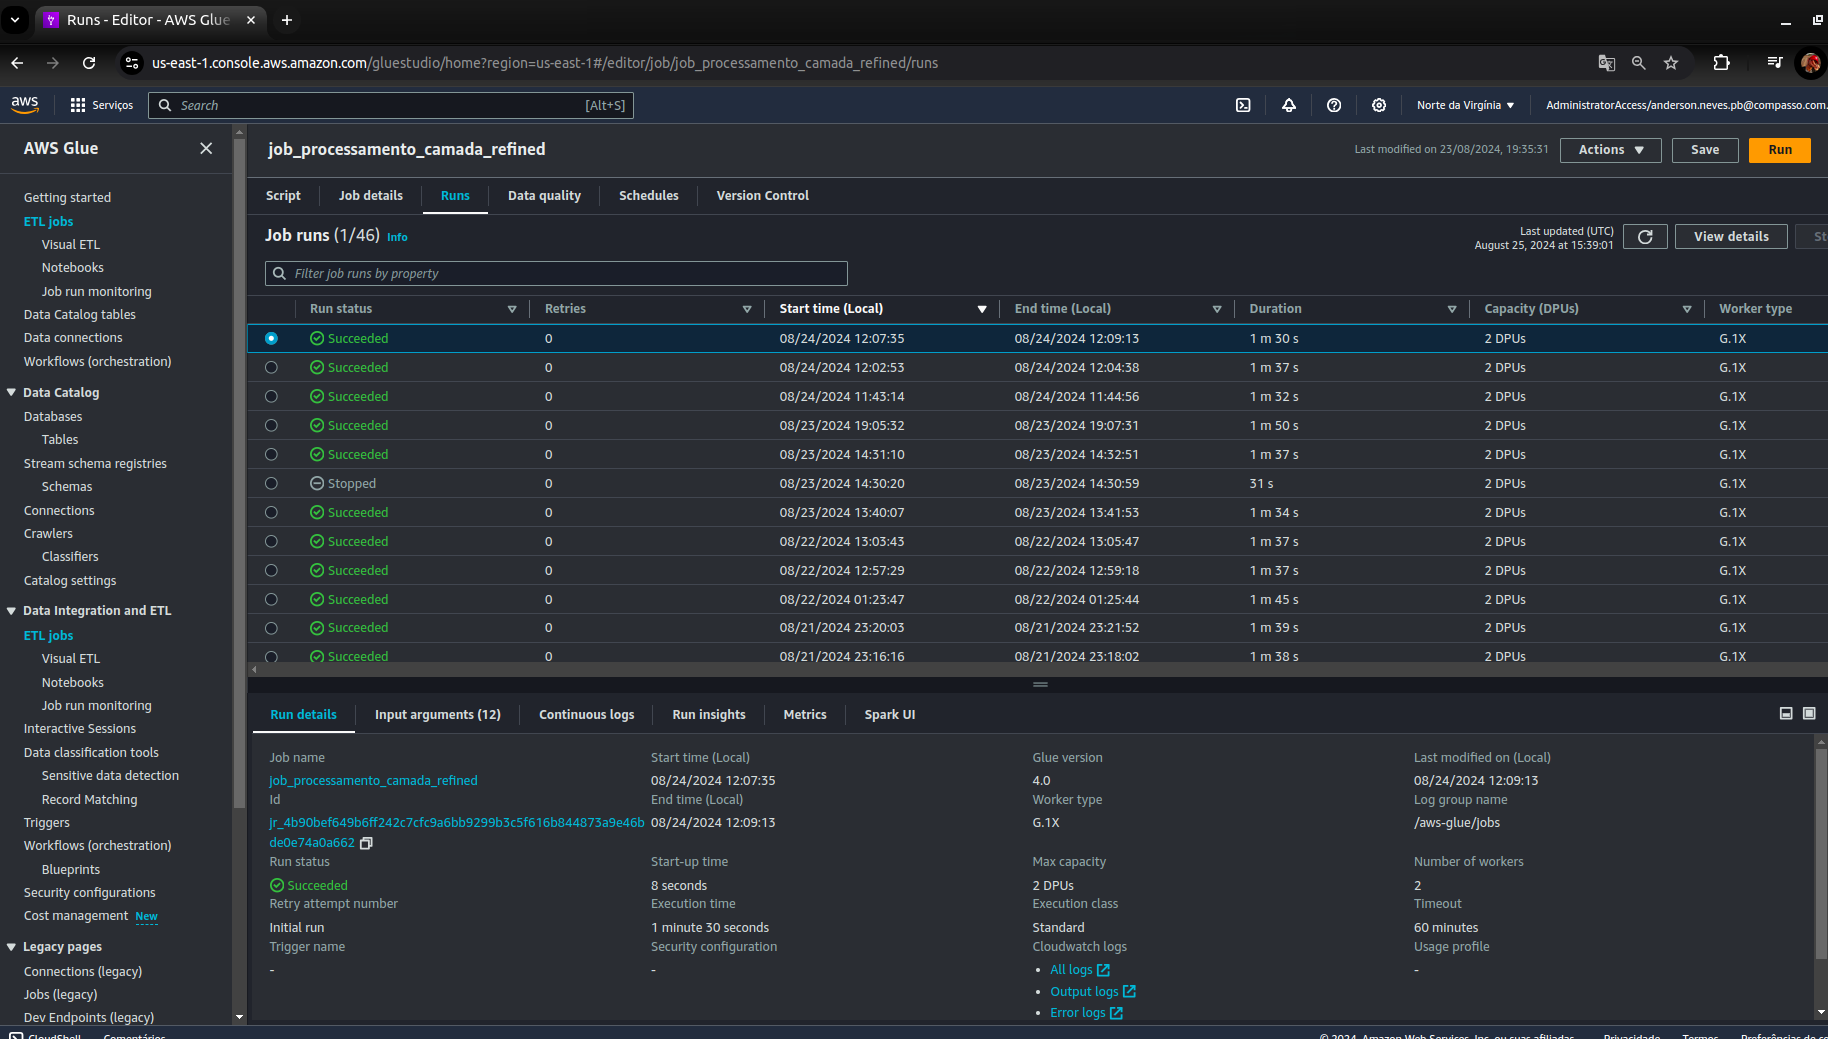 Runs - Editor - AWS Glue
us-east-1.console.aws.amazon.com/gluestudio/home?region=us-east-1#/editor/job/job_processamento_camada_refined/runs
aws Serviços Search [Alt+S] Norte da Virgínia AdministratorAccess/anderson.neves.pb@compasso.com.
AWS Glue
Getting started
ETL jobs
Visual ETL
Notebooks
Job run monitoring
Data Catalog tables
Data connections
Workflows (orchestration)
Data Catalog
Databases
Tables
Stream schema registries
Schemas
Connections
Crawlers
Classifiers
Catalog settings
Data Integration and ETL
ETL jobs
Visual ETL
Notebooks
Job run monitoring
Interactive Sessions
Data classification tools
Sensitive data detection
Record Matching
Triggers
Workflows (orchestration)
Blueprints
Security configurations
Cost management New
Legacy pages
Connections (legacy)
Jobs (legacy)
Dev Endpoints (legacy)
job_processamento_camada_refined Last modified on 23/08/2024, 19:35:31 Actions Save Run
Script Job details Runs Data quality Schedules Version Control
Job runs (1/46) Info
Last updated (UTC)
August 25, 2024 at 15:39:01
View details St
Filter job runs by property
Run status Retries Start time (Local) End time (Local) Duration Capacity (DPUs) Worker type
Succeeded 0 08/24/2024 12:07:35 08/24/2024 12:09:13 1 m 30 s 2 DPUs G.1X
Succeeded 0 08/24/2024 12:02:53 08/24/2024 12:04:38 1 m 37 s 2 DPUs G.1X
Succeeded 0 08/24/2024 11:43:14 08/24/2024 11:44:56 1 m 32 s 2 DPUs G.1X
Succeeded 0 08/23/2024 19:05:32 08/23/2024 19:07:31 1 m 50 s 2 DPUs G.1X
Succeeded 0 08/23/2024 14:31:10 08/23/2024 14:32:51 1 m 37 s 2 DPUs G.1X
Stopped 0 08/23/2024 14:30:20 08/23/2024 14:30:59 31 s 2 DPUs G.1X
Succeeded 0 08/23/2024 13:40:07 08/23/2024 13:41:53 1 m 34 s 2 DPUs G.1X
Succeeded 0 08/22/2024 13:03:43 08/22/2024 13:05:47 1 m 37 s 2 DPUs G.1X
Succeeded 0 08/22/2024 12:57:29 08/22/2024 12:59:18 1 m 37 s 2 DPUs G.1X
Succeeded 0 08/22/2024 01:23:47 08/22/2024 01:25:44 1 m 45 s 2 DPUs G.1X
Succeeded 0 08/21/2024 23:20:03 08/21/2024 23:21:52 1 m 39 s 2 DPUs G.1X
Succeeded 0 08/21/2024 23:16:16 08/21/2024 23:18:02 1 m 38 s 2 DPUs G.1X
Run details Input arguments (12) Continuous logs Run insights Metrics Spark UI
Job name Start time (Local) Glue version Last modified on (Local)
job_processamento_camada_refined 08/24/2024 12:07:35 4.0 08/24/2024 12:09:13
Id End time (Local) Worker type Log group name
jr_4b90bef649b6ff242c7cfc9a6bb9299b3c5f616b844873a9e46b 08/24/2024 12:09:13 G.1X /aws-glue/jobs
de0e74a0a662
Run status Start-up time Max capacity Number of workers
Succeeded 8 seconds 2 DPUs 2
Retry attempt number Execution time Execution class Timeout
Initial run 1 minute 30 seconds Standard 60 minutes
Trigger name Security configuration Cloudwatch logs Usage profile
- - -
All logs
Output logs
Error logs
CloudShell Comentários © 2024, Amazon Web Services, Inc. ou suas afiliadas. Privacidade Termos Preferências de co